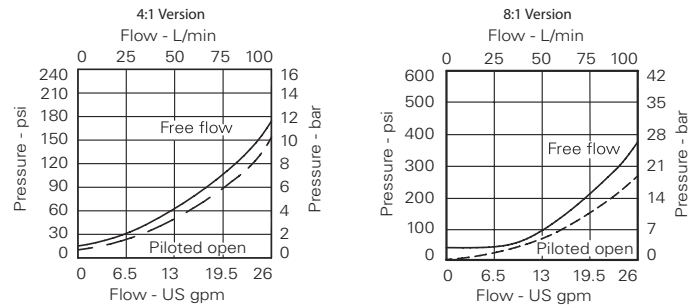 4:1 Version
Flow - L/min
0 25 50 75 100
Pressure - psi
240
210
180
150
120
90
60
30
0
16
14
12
10
8
6
4
2
0
Pressure - bar
Free flow
Piloted open
0 6.5 13 19.5 26
Flow - US gpm
8:1 Version
Flow - L/min
0 25 50 75 100
Pressure - psi
600
500
400
300
200
100
0
42
35
28
21
14
7
0
Pressure - bar
Free flow
Piloted open
0 6.5 13 19.5 26
Flow - US gpm